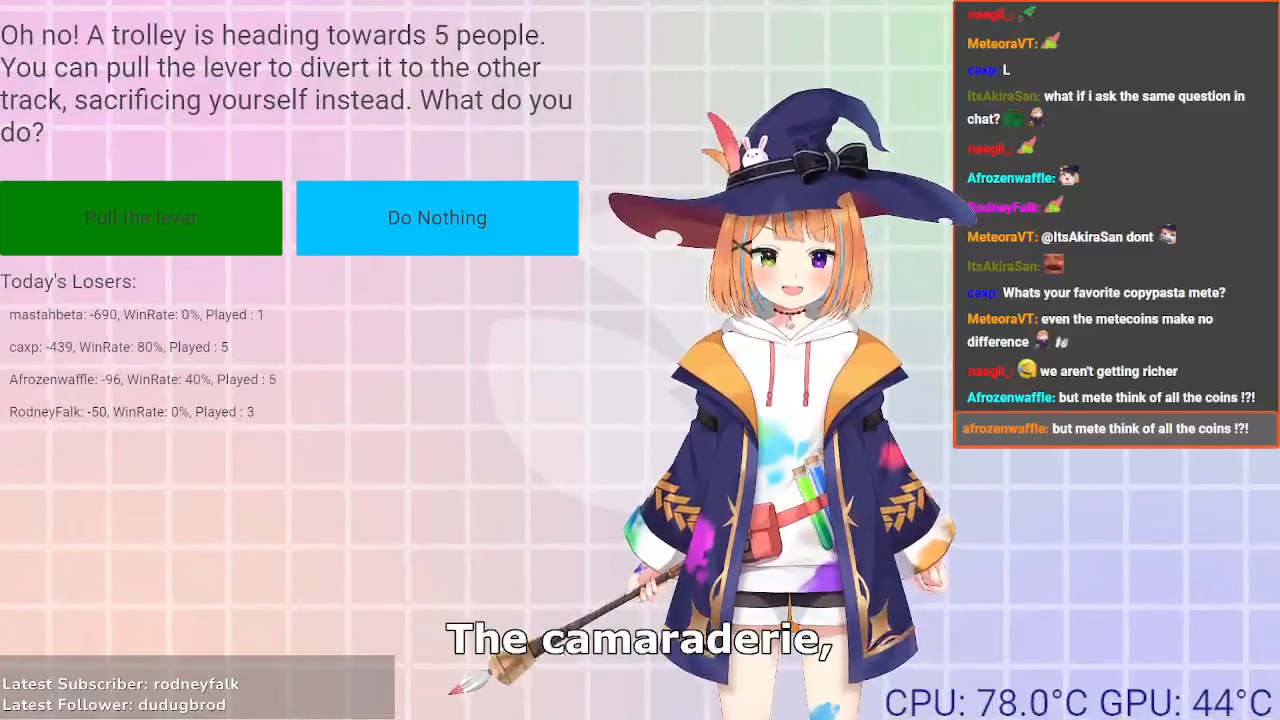 Oh no! A trolley is heading towards 5 people.
You can pull the lever to divert it to the other
track, sacrificing yourself instead. What do you
do?
Pull the lever
Do Nothing
Today's Losers:
mastahbeta: -690, WinRate: 0%, Played : 1
caxp: -439, WinRate: 80%, Played : 5
Afrozenwaffle: -96, WinRate: 40%, Played : 5
RodneyFalk: -50, WinRate: 0%, Played : 3
naegii_:
MeteoraVT:
caxp: L
ItsAkiraSan: what if i ask the same question in
chat?
naegii_:
Afrozenwaffle:
RodneyFalk:
MeteoraVT: @ItsAkiraSan dont
ItsAkiraSan:
caxp: Whats your favorite copypasta mete?
MeteoraVT: even the metecoins make no
difference
naegii_: we aren't getting richer
Afrozenwaffle: but mete think of all the coins !?!
afrozenwaffle: but mete think of all the coins !?!
The camaraderie,
Latest Subscriber: rodneyfalk
Latest Follower: dudugbrod
CPU: 78.0°C GPU: 44°C